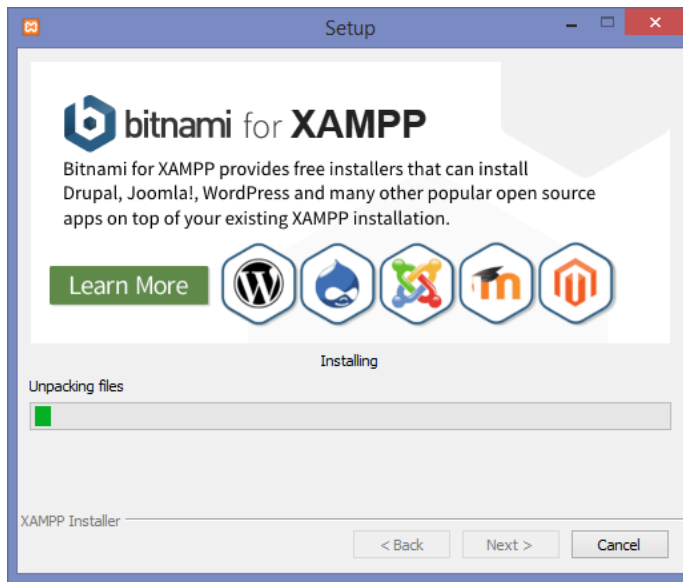 Setup
bitnami for XAMPP
Bitnami for XAMPP provides free installers that can install
Drupal, Joomla!, WordPress and many other popular open source
apps on top of your existing XAMPP installation.
Learn More
Installing
Unpacking files
XAMPP Installer
< Back Next > Cancel